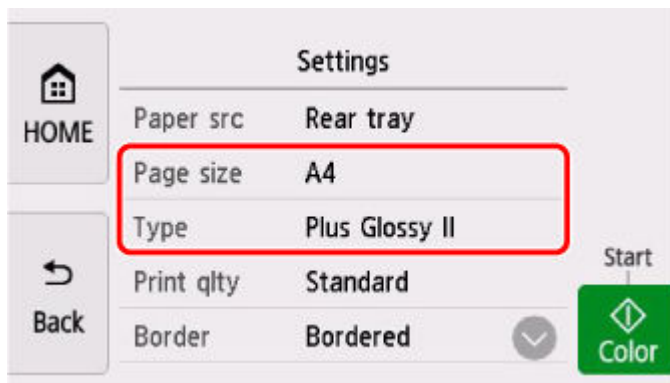 Settings
HOME
Paper src Rear tray
Page size A4
Type Plus Glossy II
Print qlty Standard
Border Bordered
Back
Start
Color